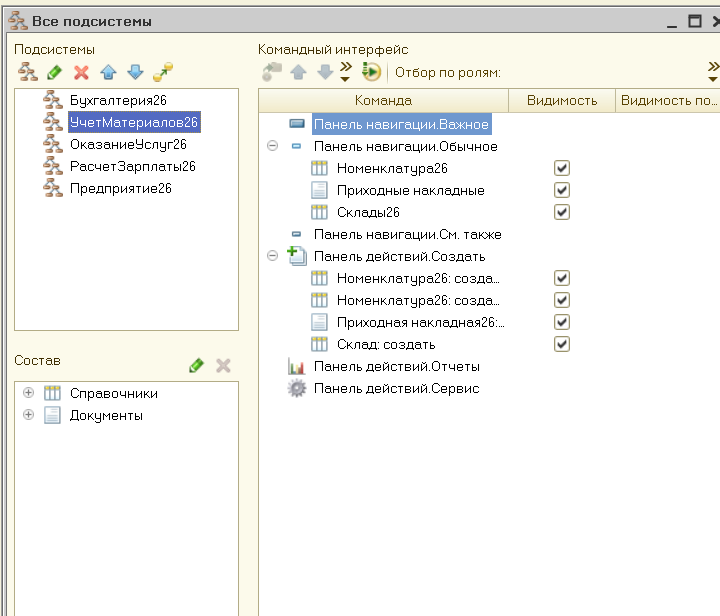 Все подсистемы
Подсистемы
Бухгалтерия26
УчетМатериалов26
ОказаниеУслуг26
РасчетЗарплаты26
Предприятие26
Состав
Справочники
Документы
Командный интерфейс
Отбор по ролям:
Команда Видимость Видимость по...
Панель навигации.Важное
Панель навигации.Обычное
Номенклатура26
Приходные накладные
Склады26
Панель навигации.См. также
Панель действий.Создать
Номенклатура26: созда...
Номенклатура26: созда...
Приходная накладная26:...
Склад: создать
Панель действий.Отчеты
Панель действий.Сервис